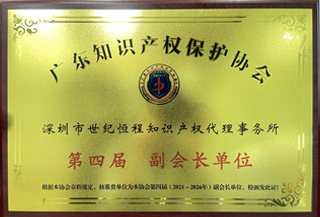 广东知识产权保护协会
深圳市世纪恒程知识产权代理事务所
第四届 副会长单位
根据本协会章程规定，核准贵单位为本协会第四届（2021－2026年）副会长单位，特颁发此证！